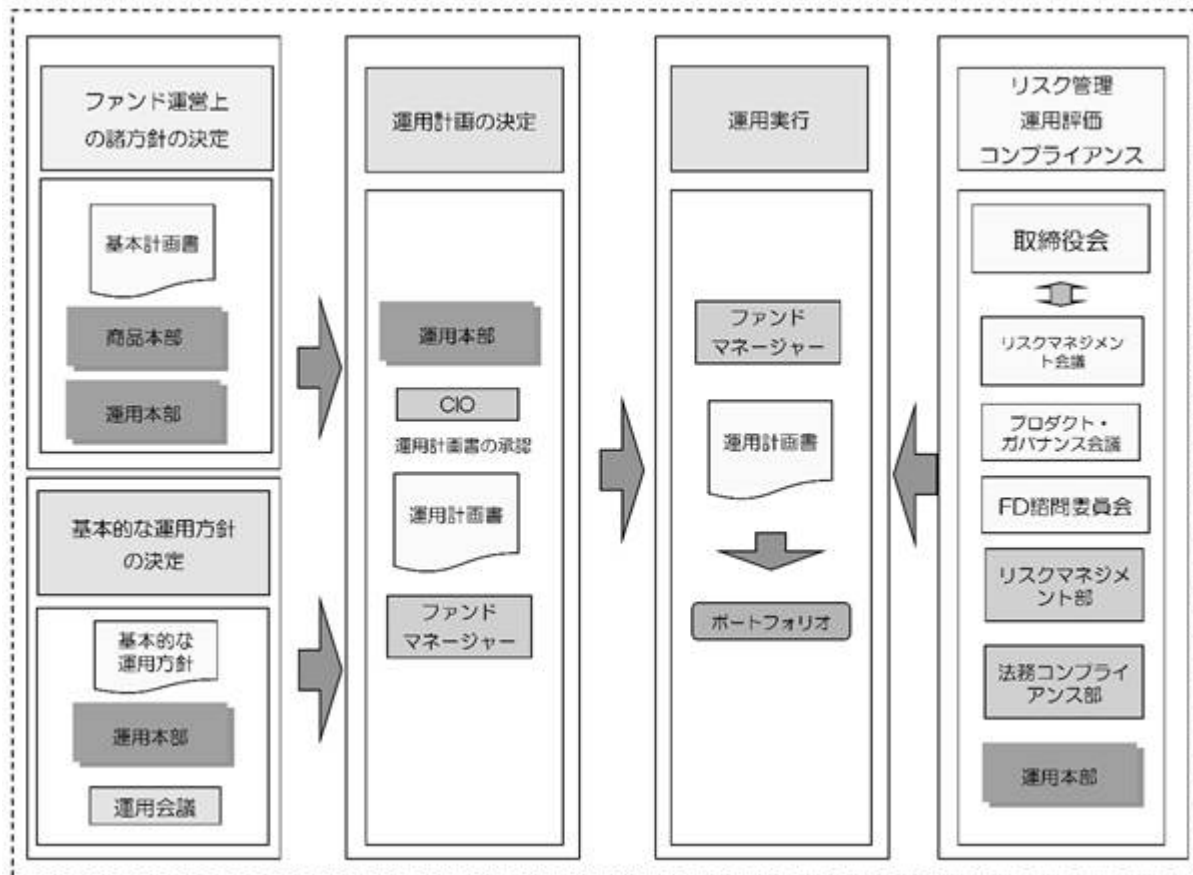 ファンド運営上
の諸方針の決定
基本計画書
商品本部
運用本部
基本的な運用方針
の決定
基本的な
運用方針
運用本部
運用会議
運用計画の決定
運用本部
CIO
運用計画書の承認
運用計画書
ファンド
マネージャー
運用実行
ファンド
マネージャー
運用計画書
ポートフォリオ
リスク管理
運用評価
コンプライアンス
取締役会
リスクマネジメン
ト会議
プロダクト・
ガバナンス会議
FD諮問委員会
リスクマネジメ
ント部
法務コンプライ
アンス部
運用本部